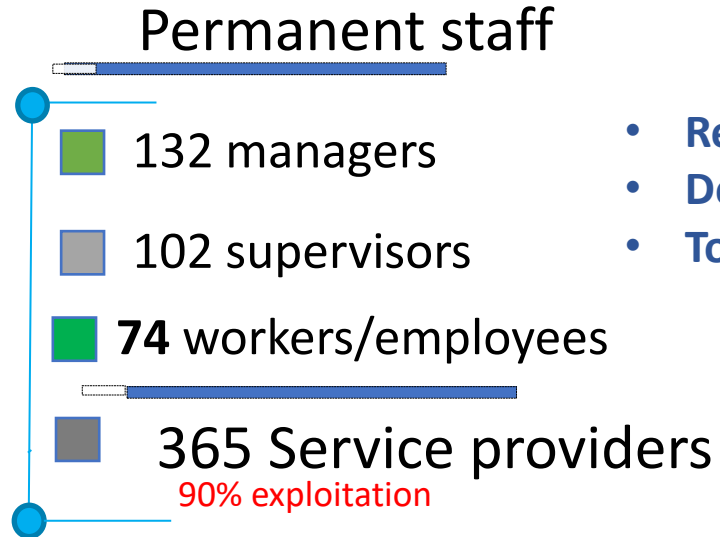 Permanent staff
132 managers
102 supervisors
74 workers/employees
365 Service providers
90% exploitation